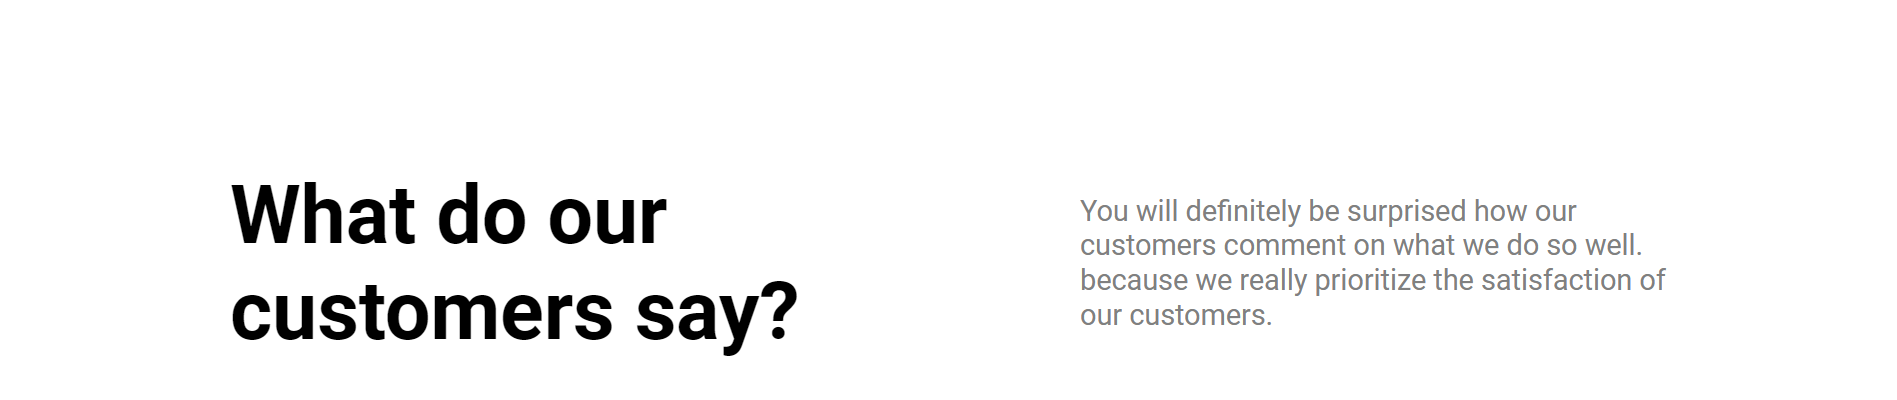 What do our
customers say?
You will definitely be surprised how our
customers comment on what we do so well.
because we really prioritize the satisfaction of
our customers.